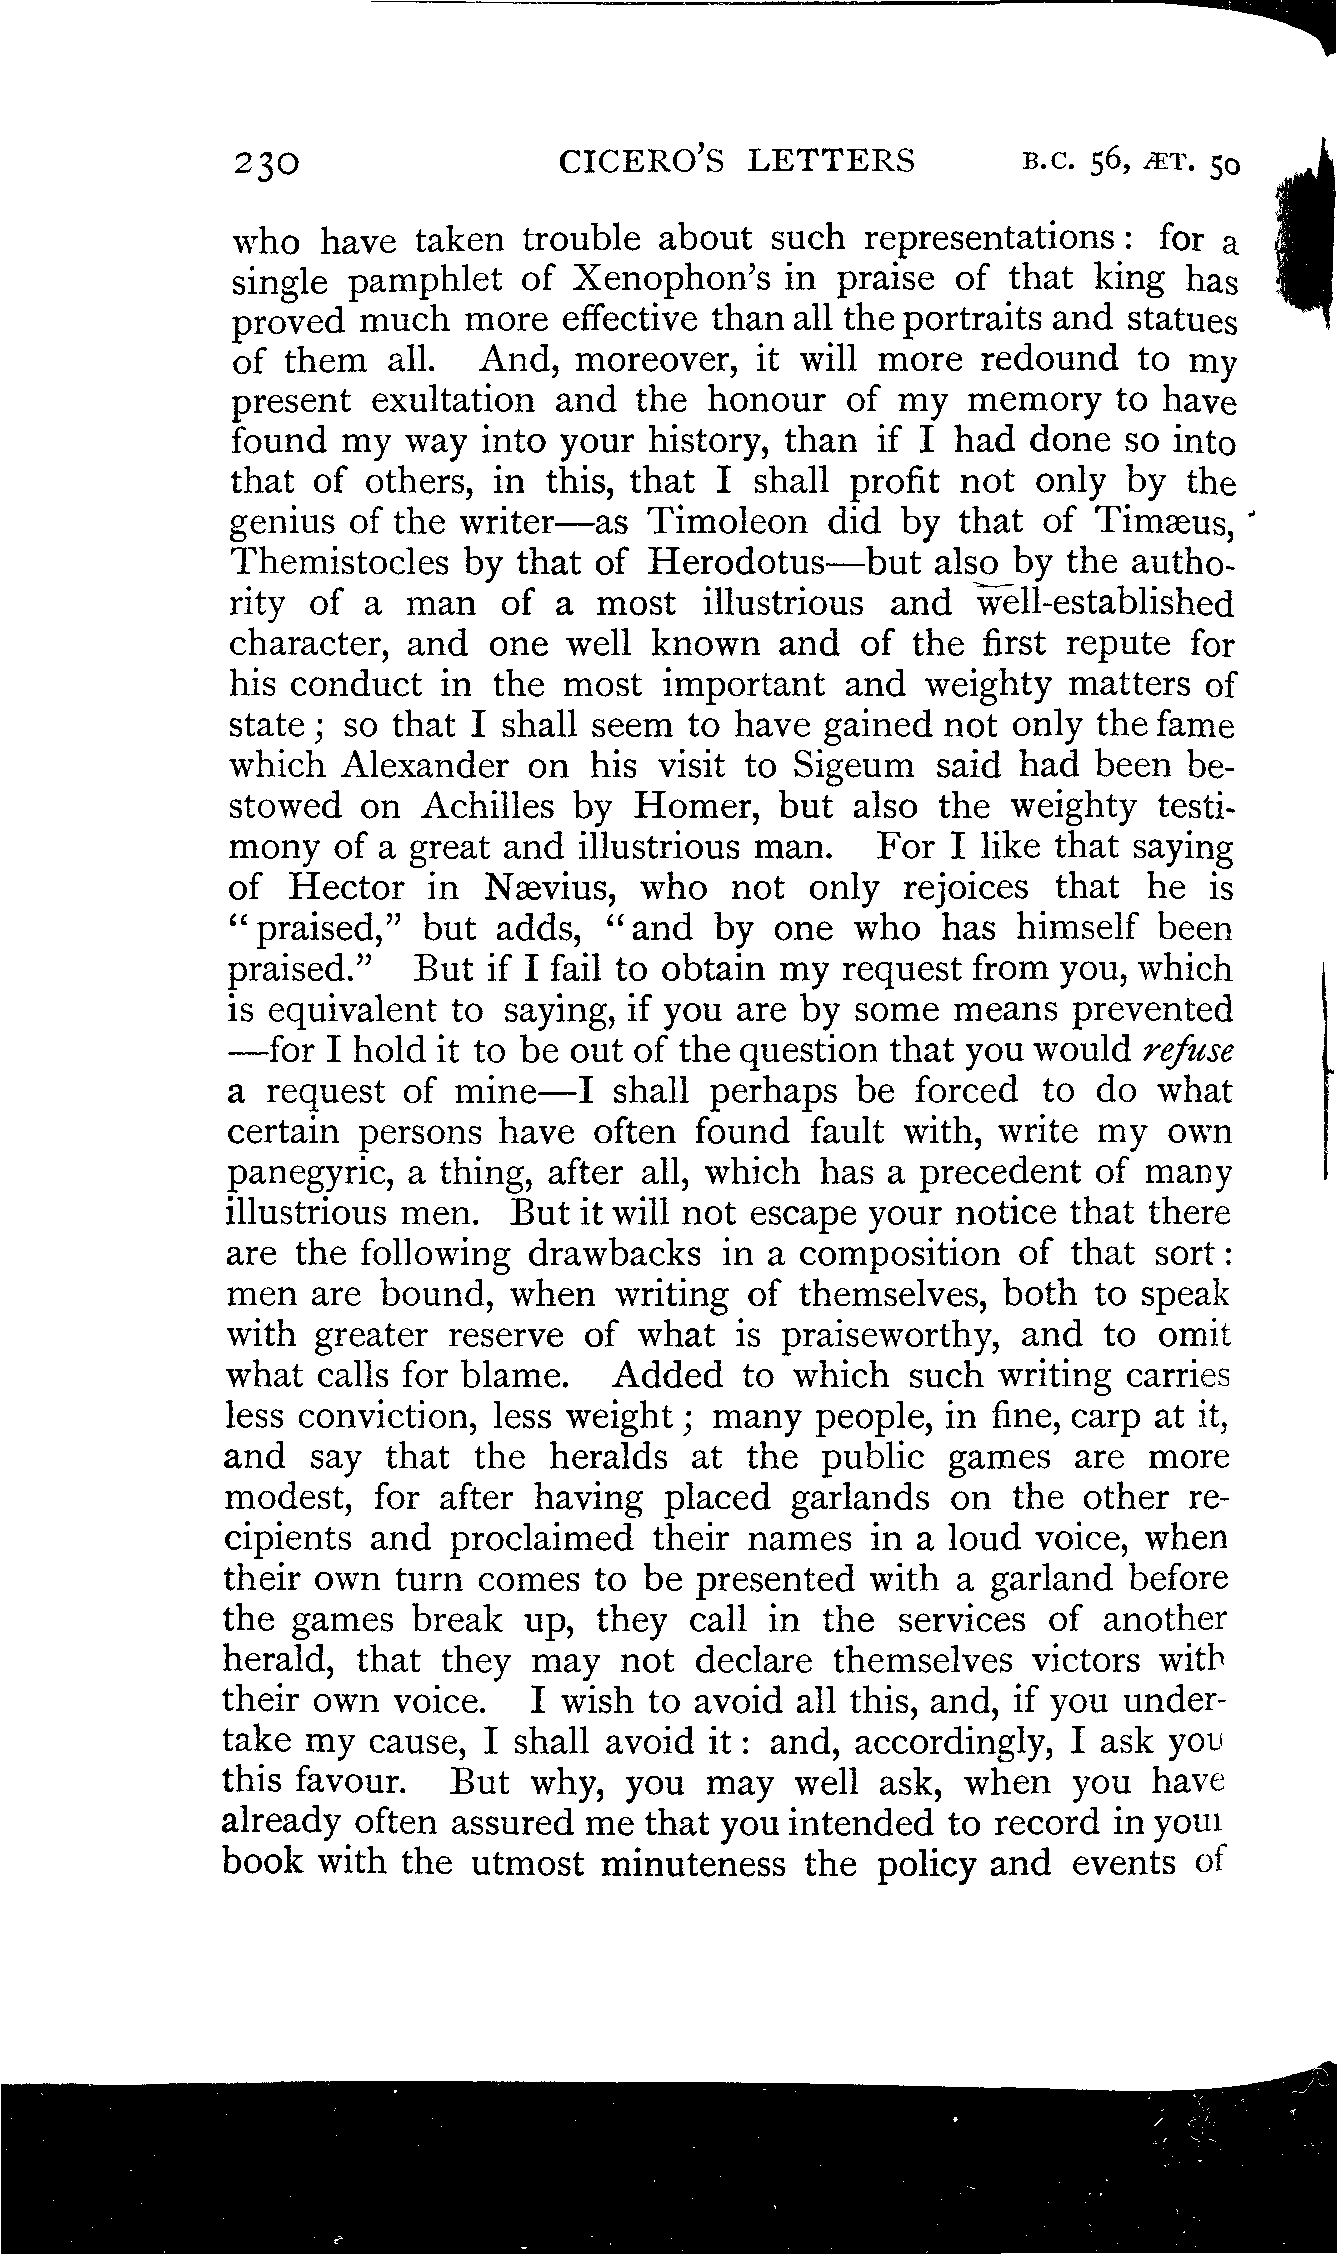 230 CICERO'S LETTERS B.C. 56, ÆT. 50
who have taken trouble about such representations : for a
single pamphlet of Xenophon's in praise of that king has
proved much more effective than all the portraits and statues
of them all. And, moreover, it will more redound to my
present exultation and the honour of my memory to have
found my way into your history, than if I had done so into
that of others, in this, that I shall profit not only by the
genius of the writer—as Timoleon did by that of Timæus,
Themistocles by that of Herodotus—but also by the autho-
rity of a man of a most illustrious and well-established
character, and one well known and of the first repute for
his conduct in the most important and weighty matters of
state ; so that I shall seem to have gained not only the fame
which Alexander on his visit to Sigeum said had been be-
stowed on Achilles by Homer, but also the weighty testi-
mony of a great and illustrious man. For I like that saying
of Hector in Nævius, who not only rejoices that he is
“ praised,” but adds, “ and by one who has himself been
praised.” But if I fail to obtain my request from you, which
is equivalent to saying, if you are by some means prevented
—for I hold it to be out of the question that you would refuse
a request of mine—I shall perhaps be forced to do what
certain persons have often found fault with, write my own
panegyric, a thing, after all, which has a precedent of many
illustrious men. But it will not escape your notice that there
are the following drawbacks in a composition of that sort :
men are bound, when writing of themselves, both to speak
with greater reserve of what is praiseworthy, and to omit
what calls for blame. Added to which such writing carries
less conviction, less weight ; many people, in fine, carp at it,
and say that the heralds at the public games are more
modest, for after having placed garlands on the other re-
cipients and proclaimed their names in a loud voice, when
their own turn comes to be presented with a garland before
the games break up, they call in the services of another
herald, that they may not declare themselves victors with
their own voice. I wish to avoid all this, and, if you under-
take my cause, I shall avoid it : and, accordingly, I ask you
this favour. But why, you may well ask, when you have
already often assured me that you intended to record in your
book with the utmost minuteness the policy and events of